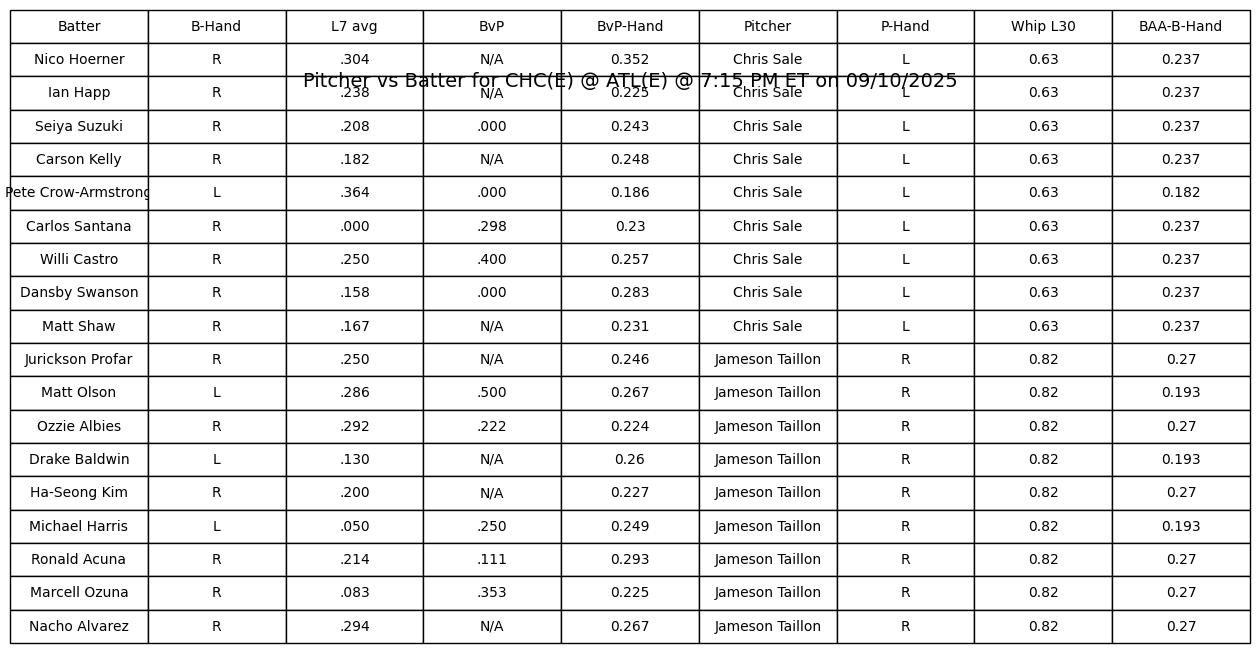 Batter B-Hand L7 avg BvP BvP-Hand Pitcher P-Hand Whip L30 BAA-B-Hand
Nico Hoerner R .304 N/A 0.352 Chris Sale L 0.63 0.237
Pitcher vs Batter for CHC(E) @ ATL(E) @ 7:15 PM ET on 09/10/2025
Ian Happ R .238 N/A 0.225 Chris Sale L 0.63 0.237
Seiya Suzuki R .208 .000 0.243 Chris Sale L 0.63 0.237
Carson Kelly R .182 N/A 0.248 Chris Sale L 0.63 0.237
Pete Crow-Armstrong L .364 .000 0.186 Chris Sale L 0.63 0.182
Carlos Santana R .000 .298 0.23 Chris Sale L 0.63 0.237
Willi Castro R .250 .400 0.257 Chris Sale L 0.63 0.237
Dansby Swanson R .158 .000 0.283 Chris Sale L 0.63 0.237
Matt Shaw R .167 N/A 0.231 Chris Sale L 0.63 0.237
Jurickson Profar R .250 N/A 0.246 Jameson Taillon R 0.82 0.27
Matt Olson L .286 .500 0.267 Jameson Taillon R 0.82 0.193
Ozzie Albies R .292 .222 0.224 Jameson Taillon R 0.82 0.27
Drake Baldwin L .130 N/A 0.26 Jameson Taillon R 0.82 0.193
Ha-Seong Kim R .200 N/A 0.227 Jameson Taillon R 0.82 0.27
Michael Harris L .050 .250 0.249 Jameson Taillon R 0.82 0.193
Ronald Acuna R .214 .111 0.293 Jameson Taillon R 0.82 0.27
Marcell Ozuna R .083 .353 0.225 Jameson Taillon R 0.82 0.27
Nacho Alvarez R .294 N/A 0.267 Jameson Taillon R 0.82 0.27